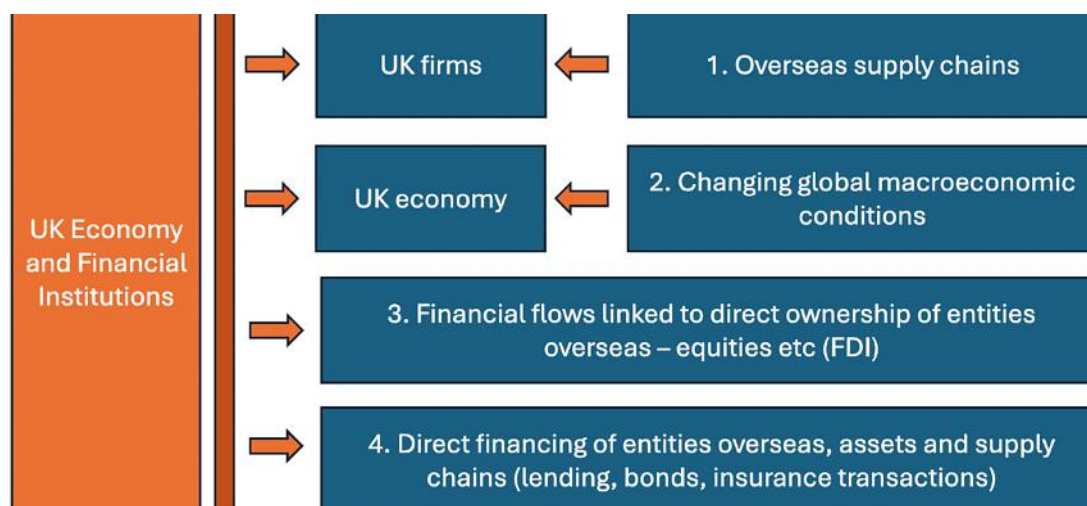 UK Economy
and Financial
Institutions
UK firms
1. Overseas supply chains
UK economy
2. Changing global macroeconomic
conditions
3. Financial flows linked to direct ownership of entities
overseas – equities etc (FDI)
4. Direct financing of entities overseas, assets and supply
chains (lending, bonds, insurance transactions)